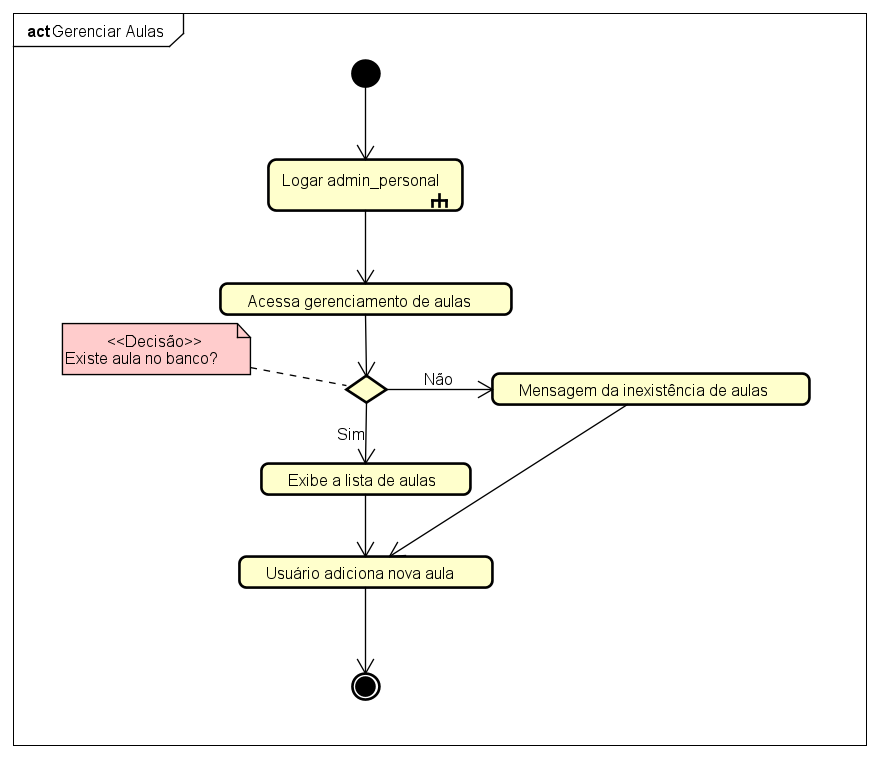 act Gerenciar Aulas
Logar admin_personal
Acessa gerenciamento de aulas
<<Decisão>>
Existe aula no banco?
Não
Mensagem da inexistência de aulas
Sim
Exibe a lista de aulas
Usuário adiciona nova aula